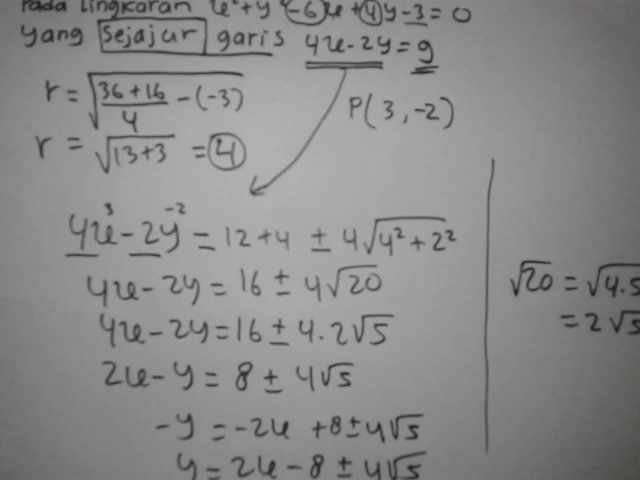 Pada lingkaran x²+y²-6x+4y-3=0
yang sejajar garis 4x-2y=9
r=√(36+16/4 -(-3))
P(3,-2)
r=√13+3 =4
4x³-2y⁻²=12+4 ± 4√4²+2²
4x-2y=16±4√20
4x-2y=16±4.2√5
2x-y=8±4√5
-y=-2x+8±4√5
y=2x-8±4√5
√20=√4.5
=2√5